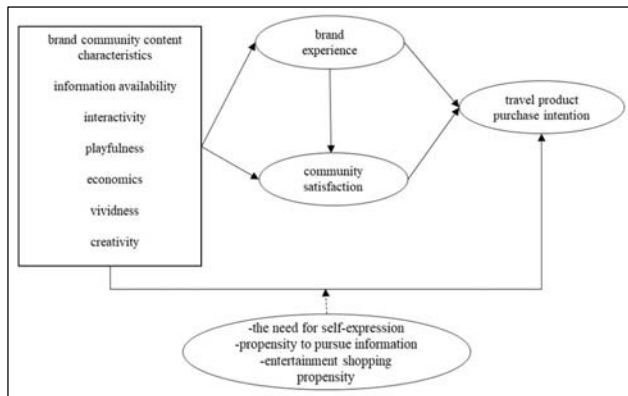 brand community content
characteristics
information availability
interactivity
playfulness
economics
vividness
creativity
brand
experience
community
satisfaction
travel product
purchase intention
-the need for self-expression
-propensity to pursue information
-entertainment shopping
propensity